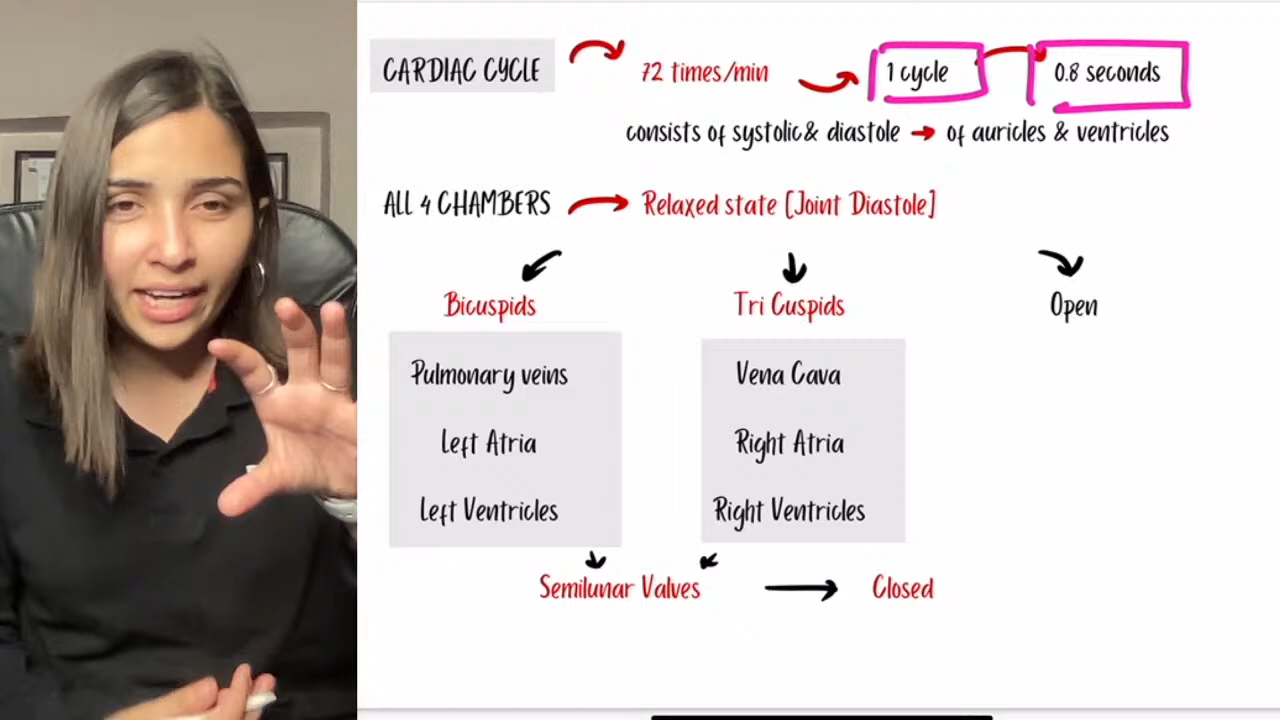 CARDIAC CYCLE 72 times/min 1 cycle 0.8 seconds
consists of systolic & diastole of auricles & ventricles
ALL 4 CHAMBERS Relaxed state [Joint Diastole]
Bicuspids Tri Cuspids Open
Pulmonary veins Vena Cava
Left Atria Right Atria
Left Ventricles Right Ventricles
Semilunar Valves Closed